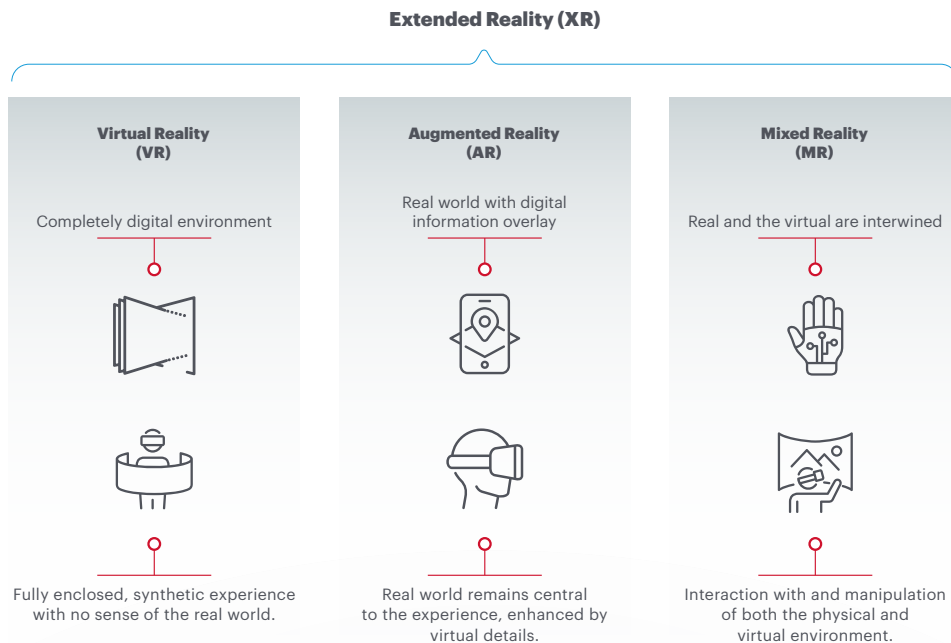 Extended Reality (XR)
Virtual Reality
(VR)
Completely digital environment
Fully enclosed, synthetic experience
with no sense of the real world.
Augmented Reality
(AR)
Real world with digital
information overlay
Real world remains central
to the experience, enhanced by
virtual details.
Mixed Reality
(MR)
Real and the virtual are interwined
Interaction with and manipulation
of both the physical and
virtual environment.